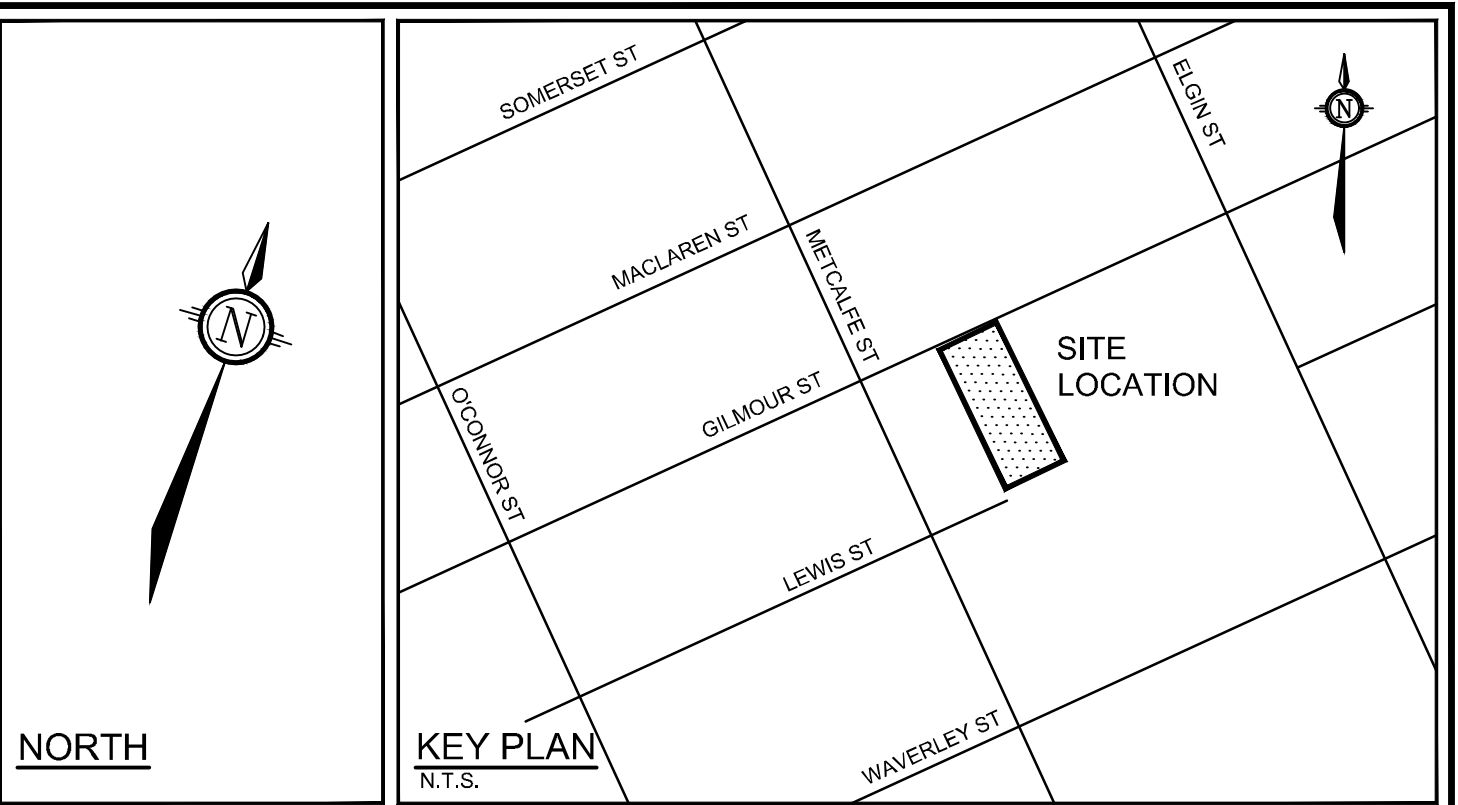 N
NORTH
SOMERSET ST
ELGIN ST
N
MACLAREN ST
METCALFE ST
SITE
LOCATION
GILMOUR ST
O'CONNOR ST
LEWIS ST
WAVERLEY ST
KEY PLAN
N.T.S.